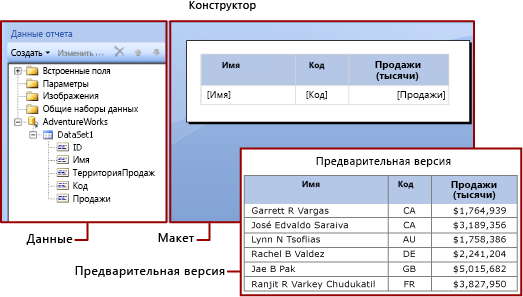 Конструктор
Данные отчета
Создать Изменить ...
Встроенные поля
Параметры
Изображения
Общие наборы данных
AdventureWorks
DataSet1
ID
Имя
ТерриторияПродаж
Код
Продажи
Имя Код Продажи
(тысячи)
[Имя] [Код] [Продажи]
Данные
Макет
Предварительная версия
Предварительная версия
Имя Код Продажи
(тысячи)
Garrett R Vargas CA $1,764,939
José Edvaldo Saraiva CA $3,189,356
Lynn N Tsoflias AU $1,758,386
Rachel B Valdez DE $2,241,204
Jae B Pak GB $5,015,682
Ranjit R Varkey Chudukatil FR $3,827,950